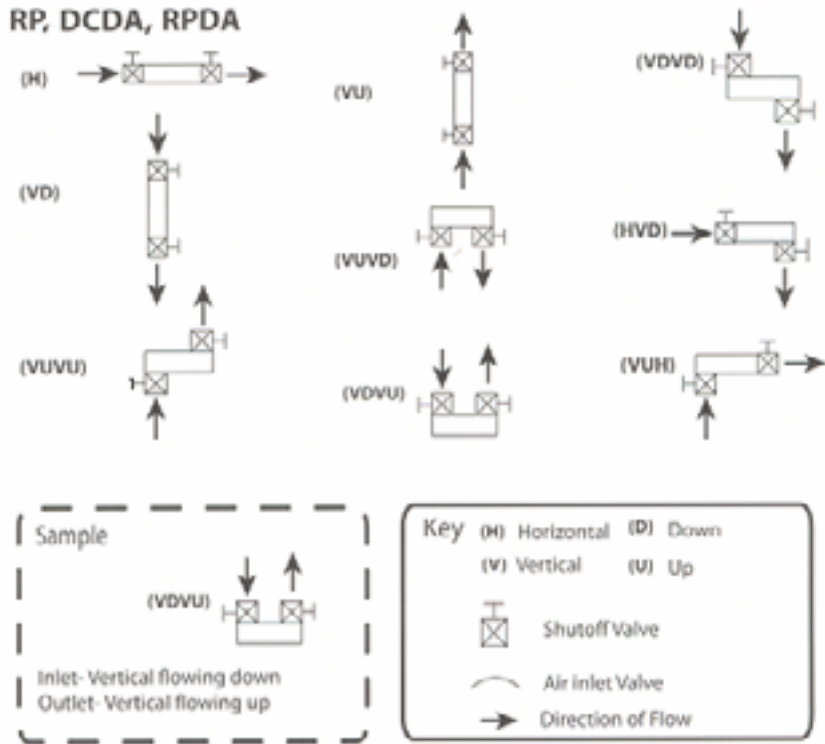 RP, DCDA, RPDA
(H)
(VU)
(VDVD)
(VD)
(VUVD)
(HVD)
(VUVU)
(VDVU)
(VUH)
Sample
(VDVU)
Inlet- Vertical flowing down
Outlet- Vertical flowing up
Key (H) Horizontal (D) Down
(V) Vertical (U) Up
Shutoff Valve
Air inlet Valve
Direction of Flow